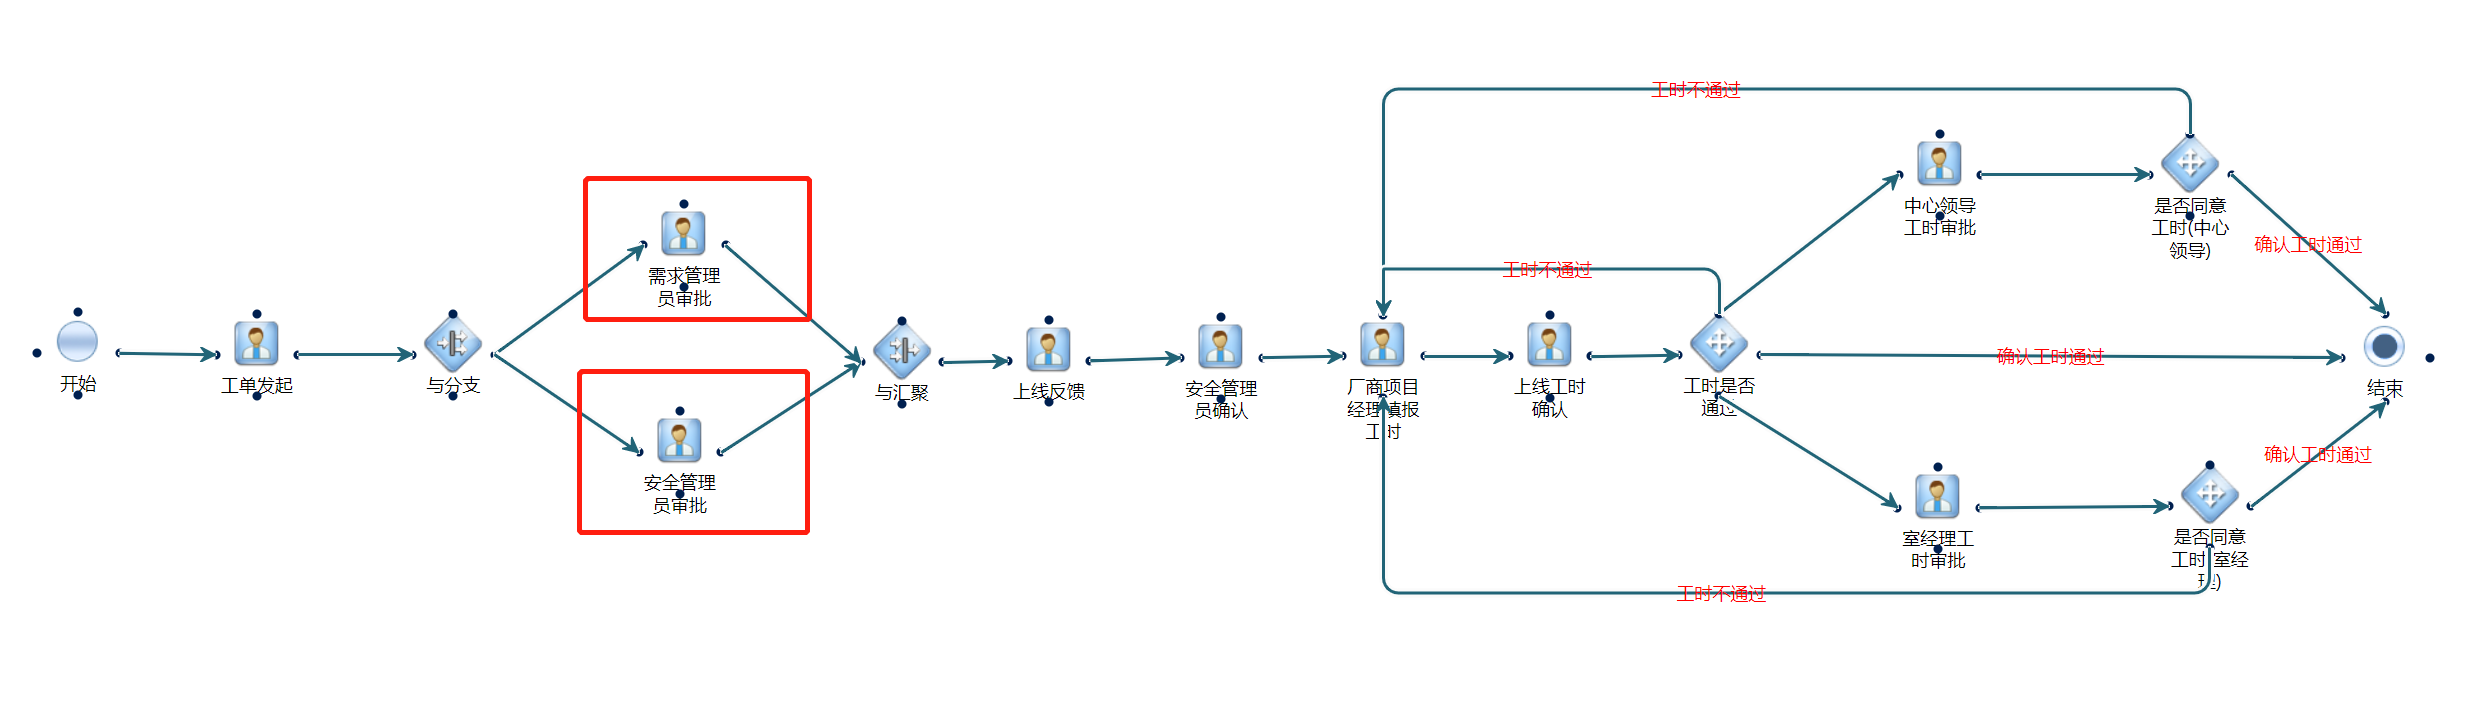 开始
工单发起
与分支
需求管理
员审批
安全管理
员审批
与汇聚
上线反馈
安全管理
员确认
厂商项目
经理填报
工时
上线工时
确认
工时是否
通过
工时不通过
工时不通过
工时不通过
中心领导
工时审批
是否同意
工时(中心
领导)
确认工时通过
确认工时通过
确认工时通过
室经理工
时审批
是否同意
工时(室经
理)
结束